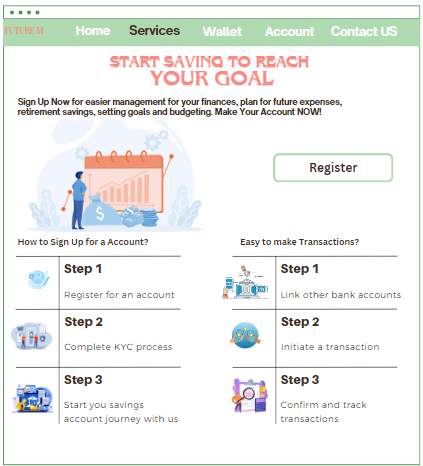 FUTUREM Home Services Wallet Account Contact US
START SAVING TO REACH
YOUR GOAL
Sign Up Now for easier management for your finances, plan for future expenses,
retirement savings, setting goals and budgeting. Make Your Account NOW!
Register
How to Sign Up for a Account?
Step 1
Register for an account
Step 2
Complete KYC process
Step 3
Start you savings
account journey with us
Easy to make Transactions?
Step 1
Link other bank accounts
Step 2
Initiate a transaction
Step 3
Confirm and track
transactions